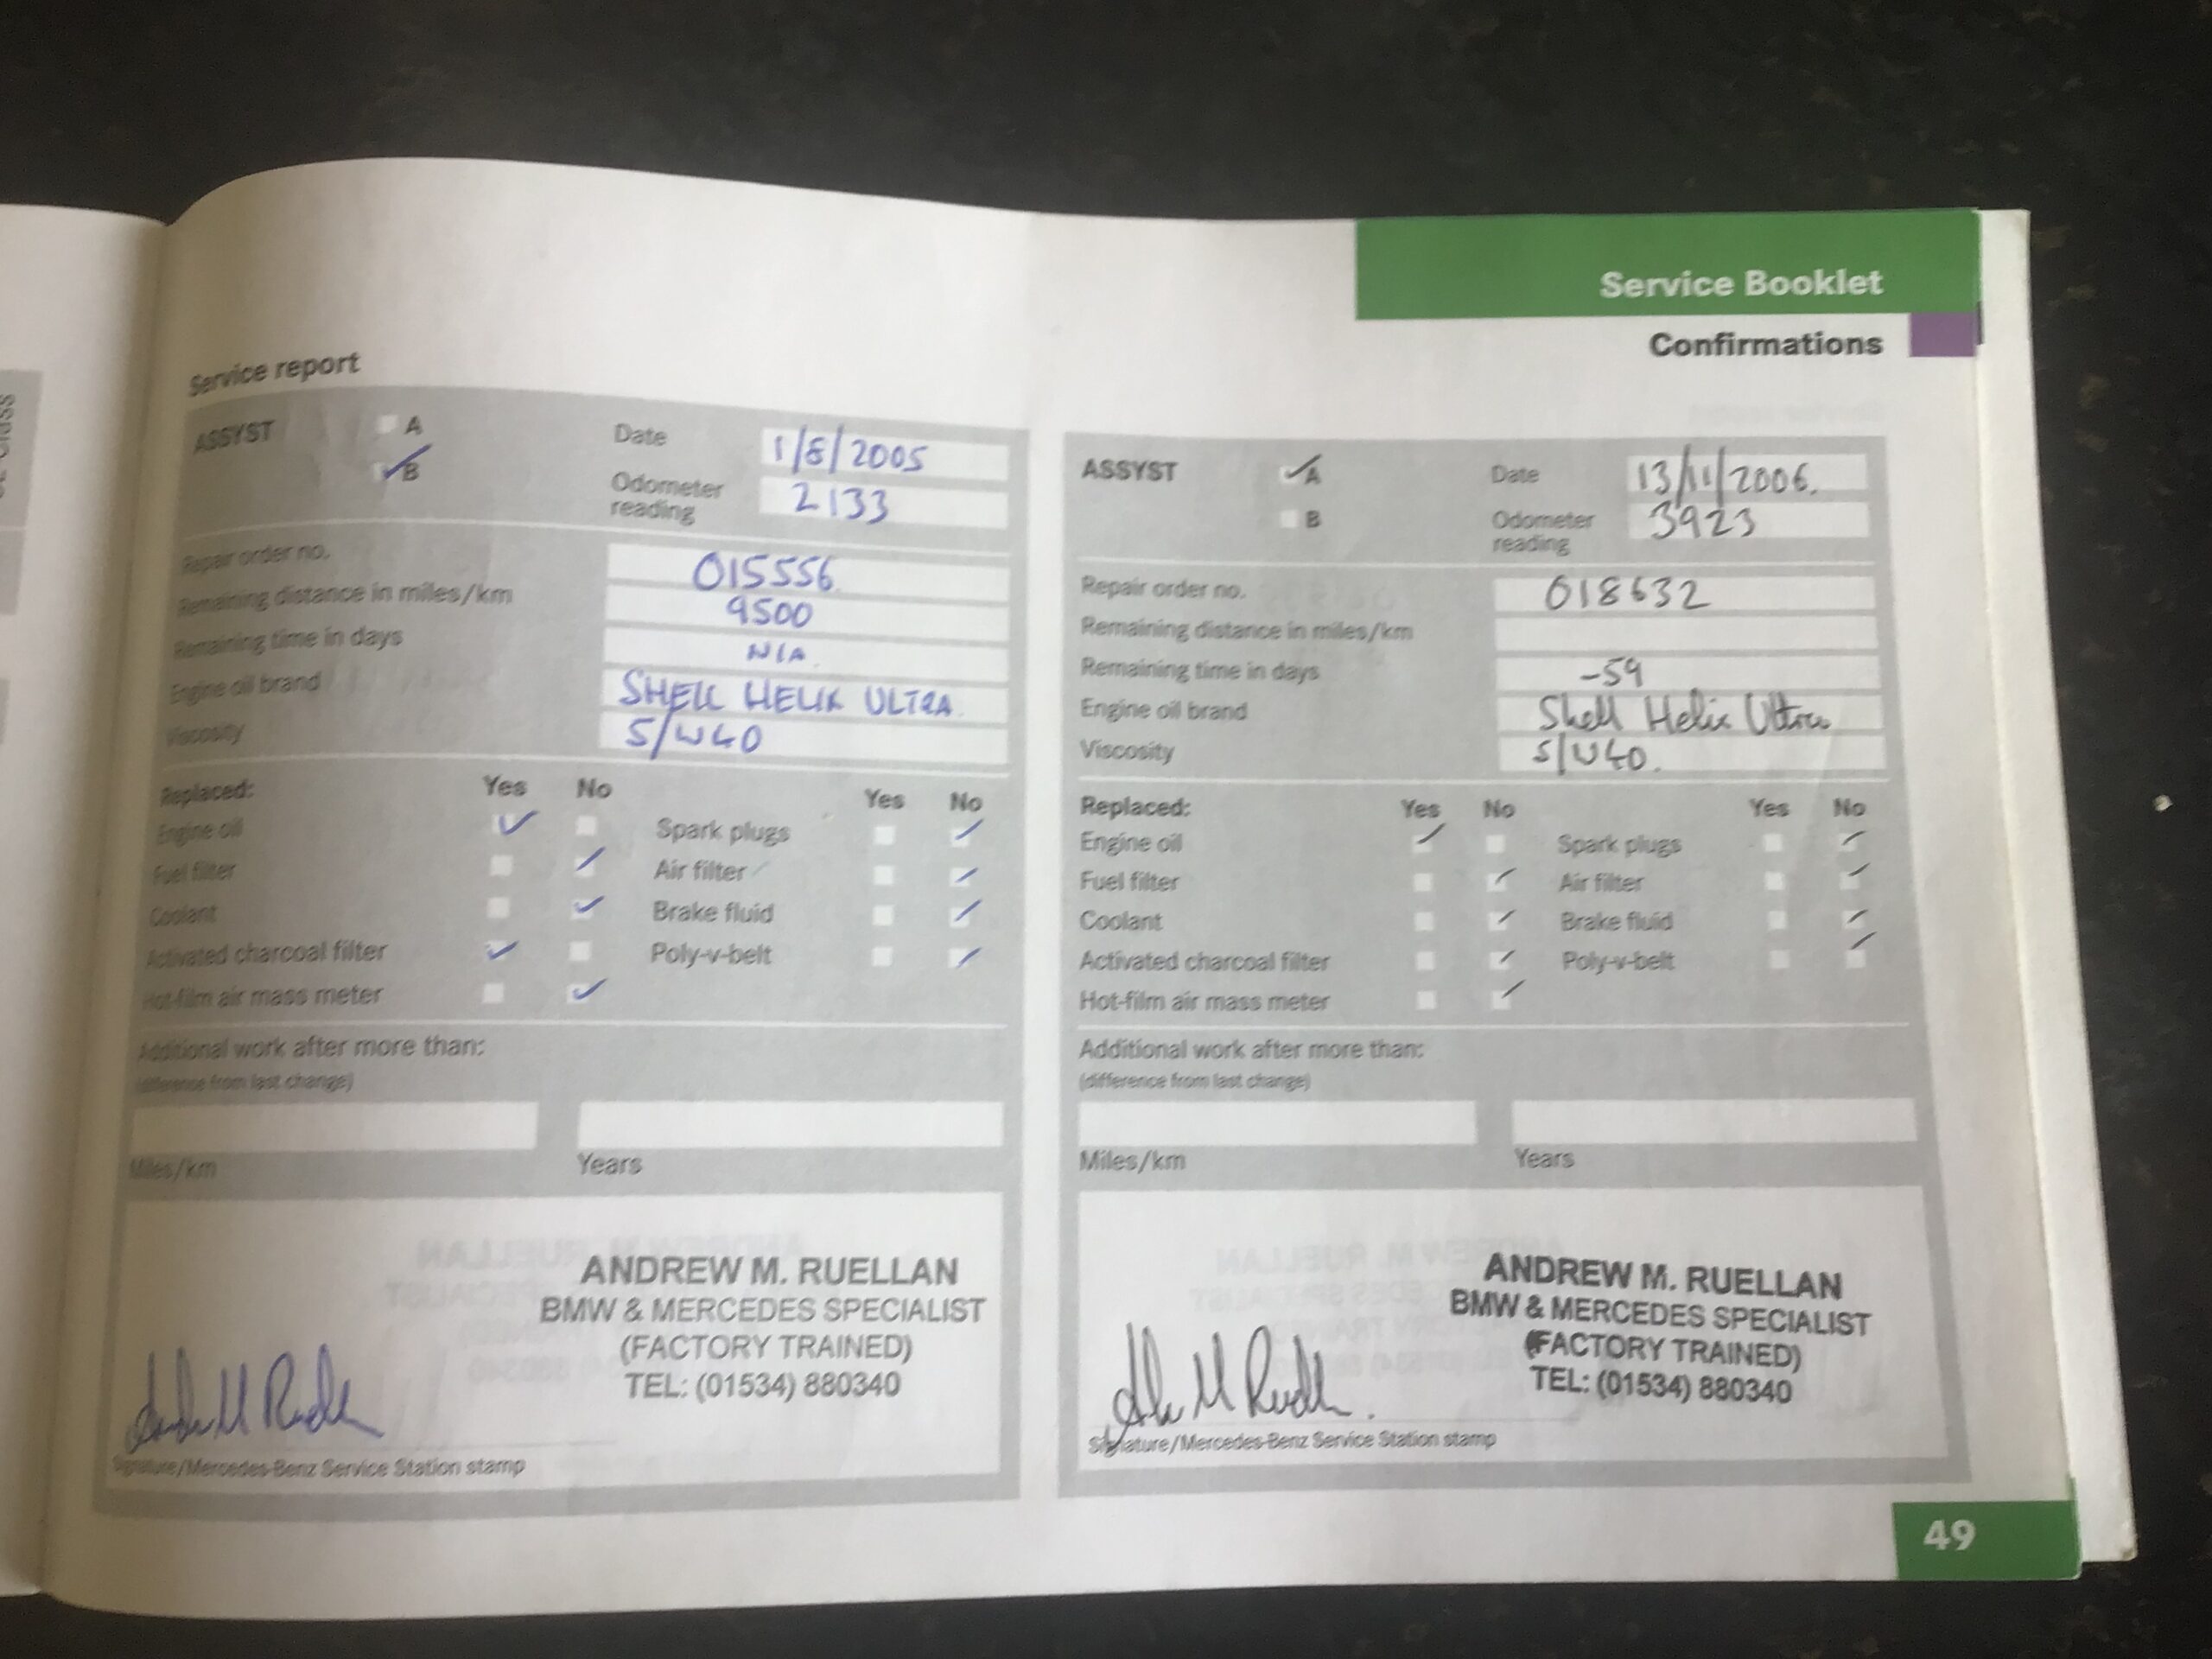 Class
Service Booklet
Confirmations
Service report
ASSYST
A
B
Date
1/8/2005
Odometer
reading
2133
Repair order no.
015556
Remaining distance in miles/km
9500
Remaining time in days
N/A
Engine oil brand
SHELL HELIX ULTRA
Viscosity
5/W40
Replaced:
Yes No
Yes No
Engine oil
Spark plugs
Fuel filter
Air filter
Coolant
Brake fluid
Activated charcoal filter
Poly-v-belt
Hot-film air mass meter
Additional work after more than:
(difference from last change)
Miles/km
Years
ANDREW M. RUELLAN
BMW & MERCEDES SPECIALIST
(FACTORY TRAINED)
TEL: (01534) 880340
Signature/Mercedes-Benz Service Station stamp
ASSYST
A
B
Date
13/11/2006.
Odometer
reading
3923
Repair order no.
018632
Remaining distance in miles/km
Remaining time in days
-59
Engine oil brand
Shell Helix Ultra
Viscosity
5/W40.
Replaced:
Yes No
Yes No
Engine oil
Spark plugs
Fuel filter
Air filter
Coolant
Brake fluid
Activated charcoal filter
Poly-v-belt
Hot-film air mass meter
Additional work after more than:
(difference from last change)
Miles/km
Years
ANDREW M. RUELLAN
BMW & MERCEDES SPECIALIST
(FACTORY TRAINED)
TEL: (01534) 880340
Signature/Mercedes-Benz Service Station stamp
49